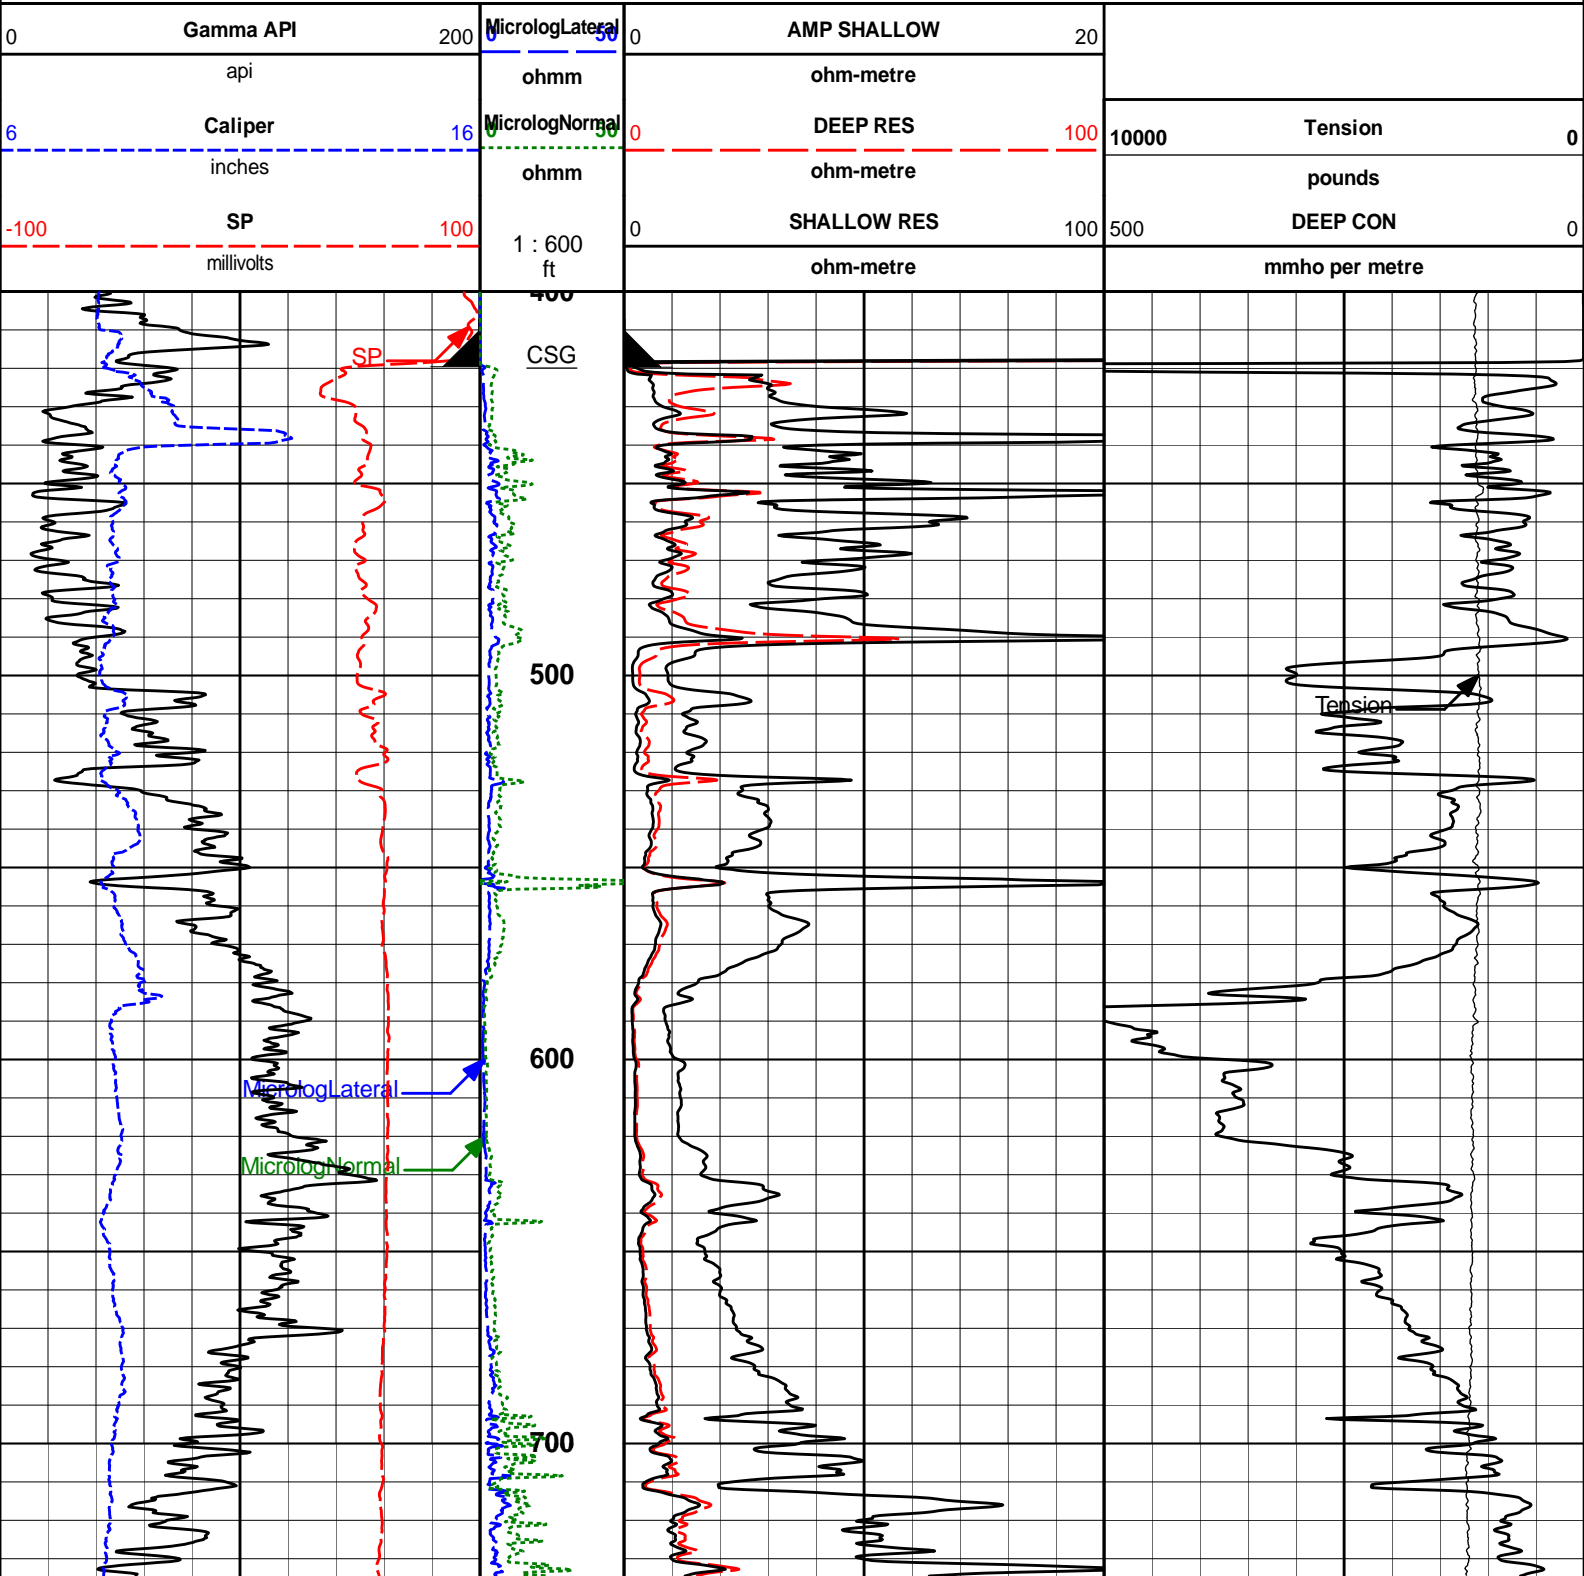 0 Gamma API 200
api
6 Caliper 16
inches
-100 SP 100
millivolts
MicrologLateral
0 50
ohmm
MicrologNormal
0 50
ohmm
1 : 600
ft
0 AMP SHALLOW 20
ohm-metre
0 DEEP RES 100
ohm-metre
0 SHALLOW RES 100
ohm-metre
10000 Tension 0
pounds
500 DEEP CON 0
mmho per metre
400
SP
CSG
500
Tension
600
MicrologLateral
MicrologNormal
700